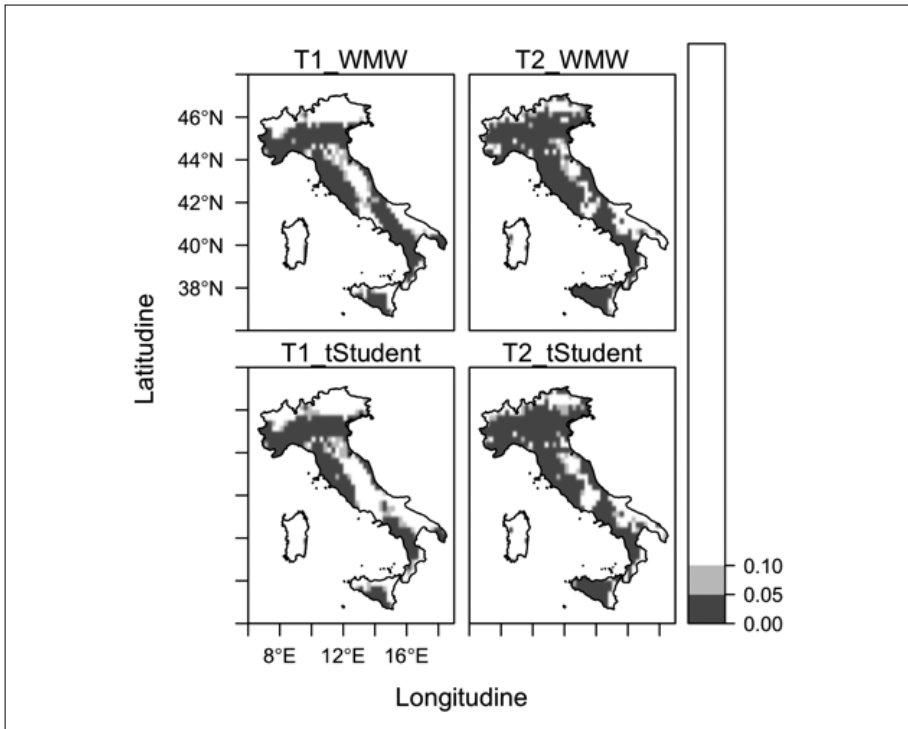 T1_WMW
T2_WMW
46°N
44°N
42°N
40°N
38°N
T1_tStudent
T2_tStudent
Latitudine
0.10
0.05
0.00
8°E 12°E 16°E
Longitudine